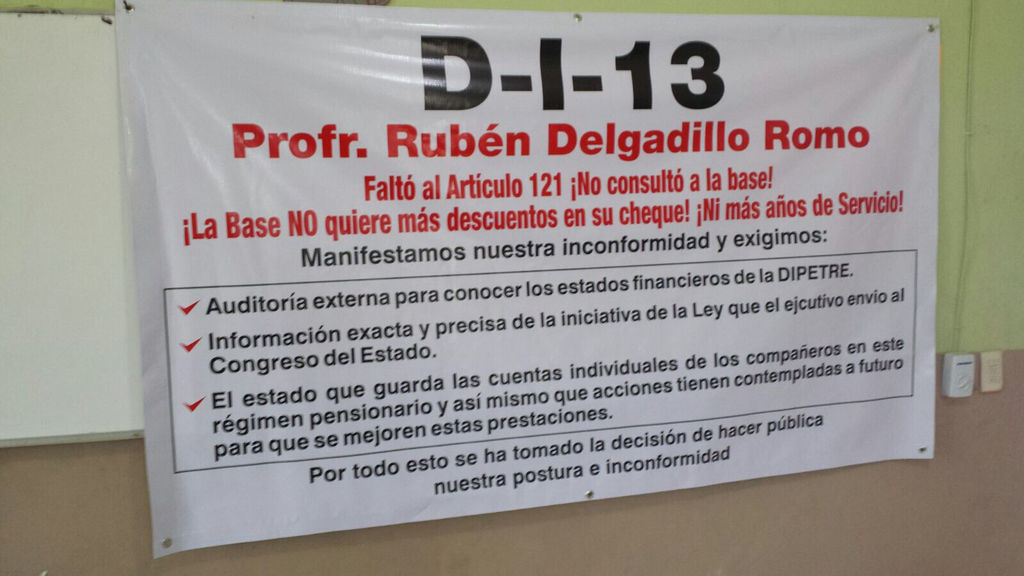 D-I-13
Profr. Rubén Delgadillo Romo
Faltó al Artículo 121 ¡No consultó a la base!
¡La Base NO quiere más descuentos en su cheque! ¡Ni más años de Servicio!
Manifestamos nuestra inconformidad y exigimos:
Auditoría externa para conocer los estados financieros de la DIPETRE.
Información exacta y precisa de la iniciativa de la Ley que el ejcutivo envio al
Congreso del Estado.
El estado que guarda las cuentas individuales de los compañeros en este
régimen pensionario y así mismo que acciones tienen contempladas a futuro
para que se mejoren estas prestaciones.
Por todo esto se ha tomado la decisión de hacer pública
nuestra postura e inconformidad